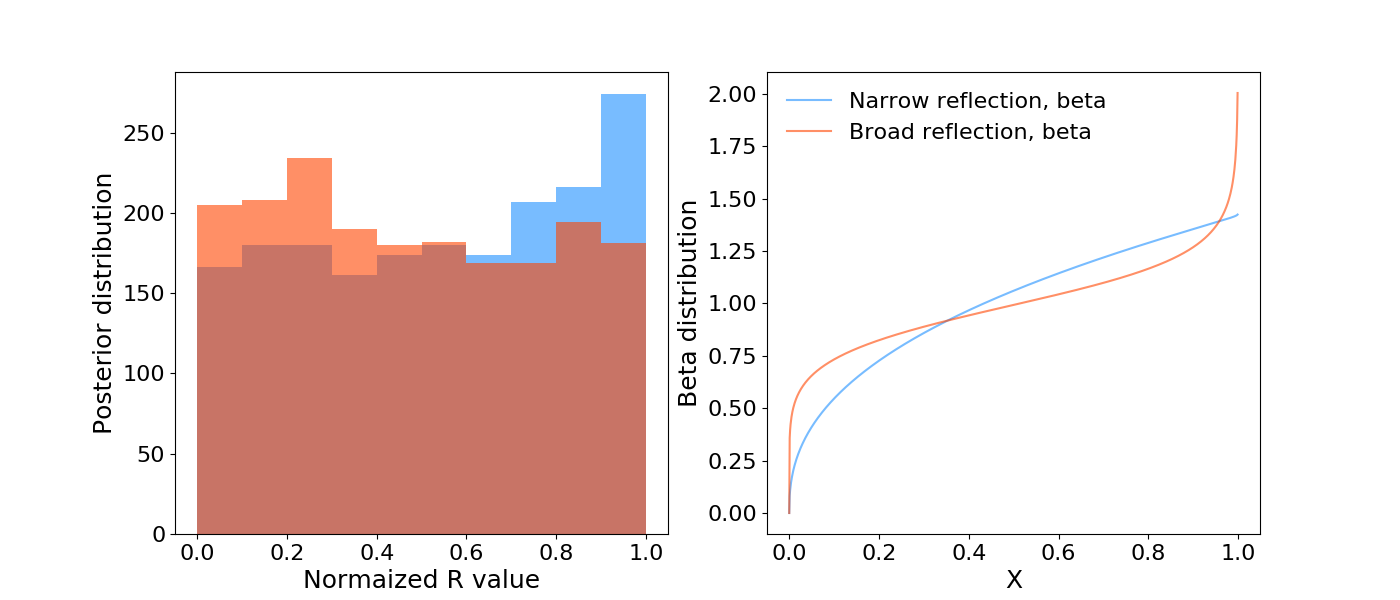 Posterior distribution
250
200
150
100
50
0
0.0 0.2 0.4 0.6 0.8 1.0
Normaized R value
Beta distribution
2.00
1.75
1.50
1.25
1.00
0.75
0.50
0.25
0.00
Narrow reflection, beta
Broad reflection, beta
0.0 0.2 0.4 0.6 0.8 1.0
X